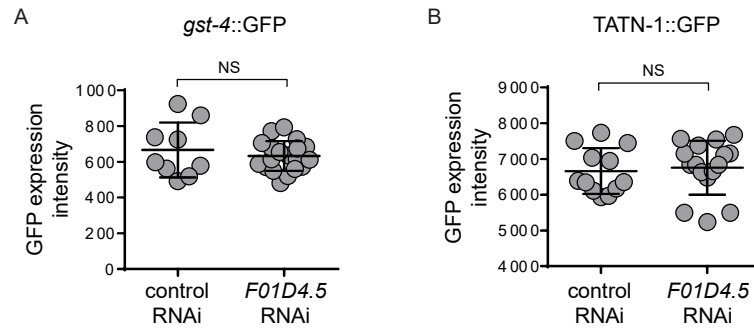 A
gst-4::GFP
NS
GFP expression
intensity
1000
800
600
400
200
0
control
RNAi
F01D4.5
RNAi
B
TATN-1::GFP
NS
GFP expression
intensity
9000
8000
7000
6000
5000
4000
control
RNAi
F01D4.5
RNAi